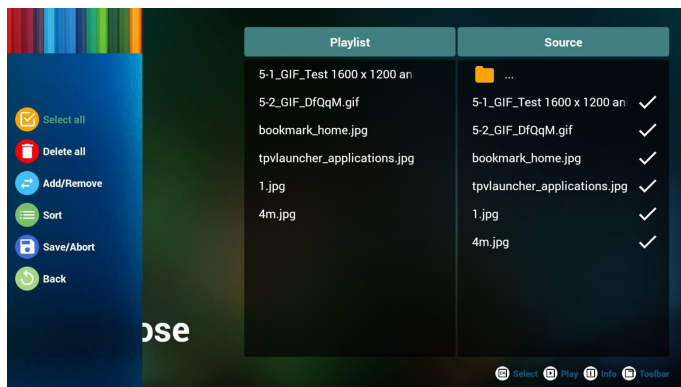 Select all
Delete all
Add/Remove
Sort
Save/Abort
Back
ose
Playlist
5-1_GIF_Test 1600 x 1200 an
5-2_GIF_DfQqM.gif
bookmark_home.jpg
tpvlauncher_applications.jpg
1.jpg
4m.jpg
Source
...
5-1_GIF_Test 1600 x 1200 an
5-2_GIF_DfQqM.gif
bookmark_home.jpg
tpvlauncher_applications.jpg
1.jpg
4m.jpg
Select Play Info Toolbar